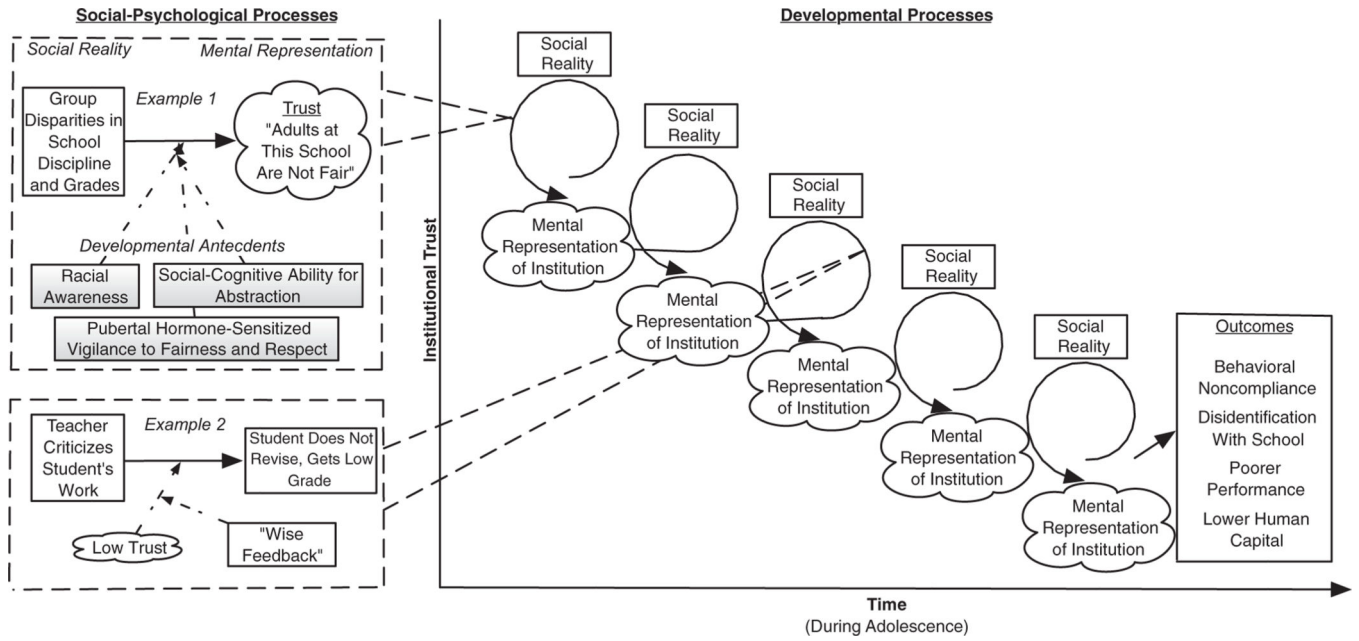 Social-Psychological Processes
Social Reality
Mental Representation
Group
Disparities in
School
Discipline
and Grades
Example 1
Trust
"Adults at
This School
Are Not Fair"
Developmental Antecdents
Racial
Awareness
Social-Cognitive Ability for
Abstraction
Pubertal Hormone-Sensitized
Vigilance to Fairness and Respect
Teacher
Criticizes
Student's
Work
Example 2
Student Does Not
Revise, Gets Low
Grade
Low Trust
"Wise
Feedback"
Developmental Processes
Institutional Trust
Social
Reality
Mental
Representation
of Institution
Social
Reality
Mental
Representation
of Institution
Social
Reality
Mental
Representation
of Institution
Social
Reality
Mental
Representation
of Institution
Social
Reality
Mental
Representation
of Institution
Outcomes
Behavioral
Noncompliance
Disidentification
With School
Poorer
Performance
Lower Human
Capital
Time
(During Adolescence)